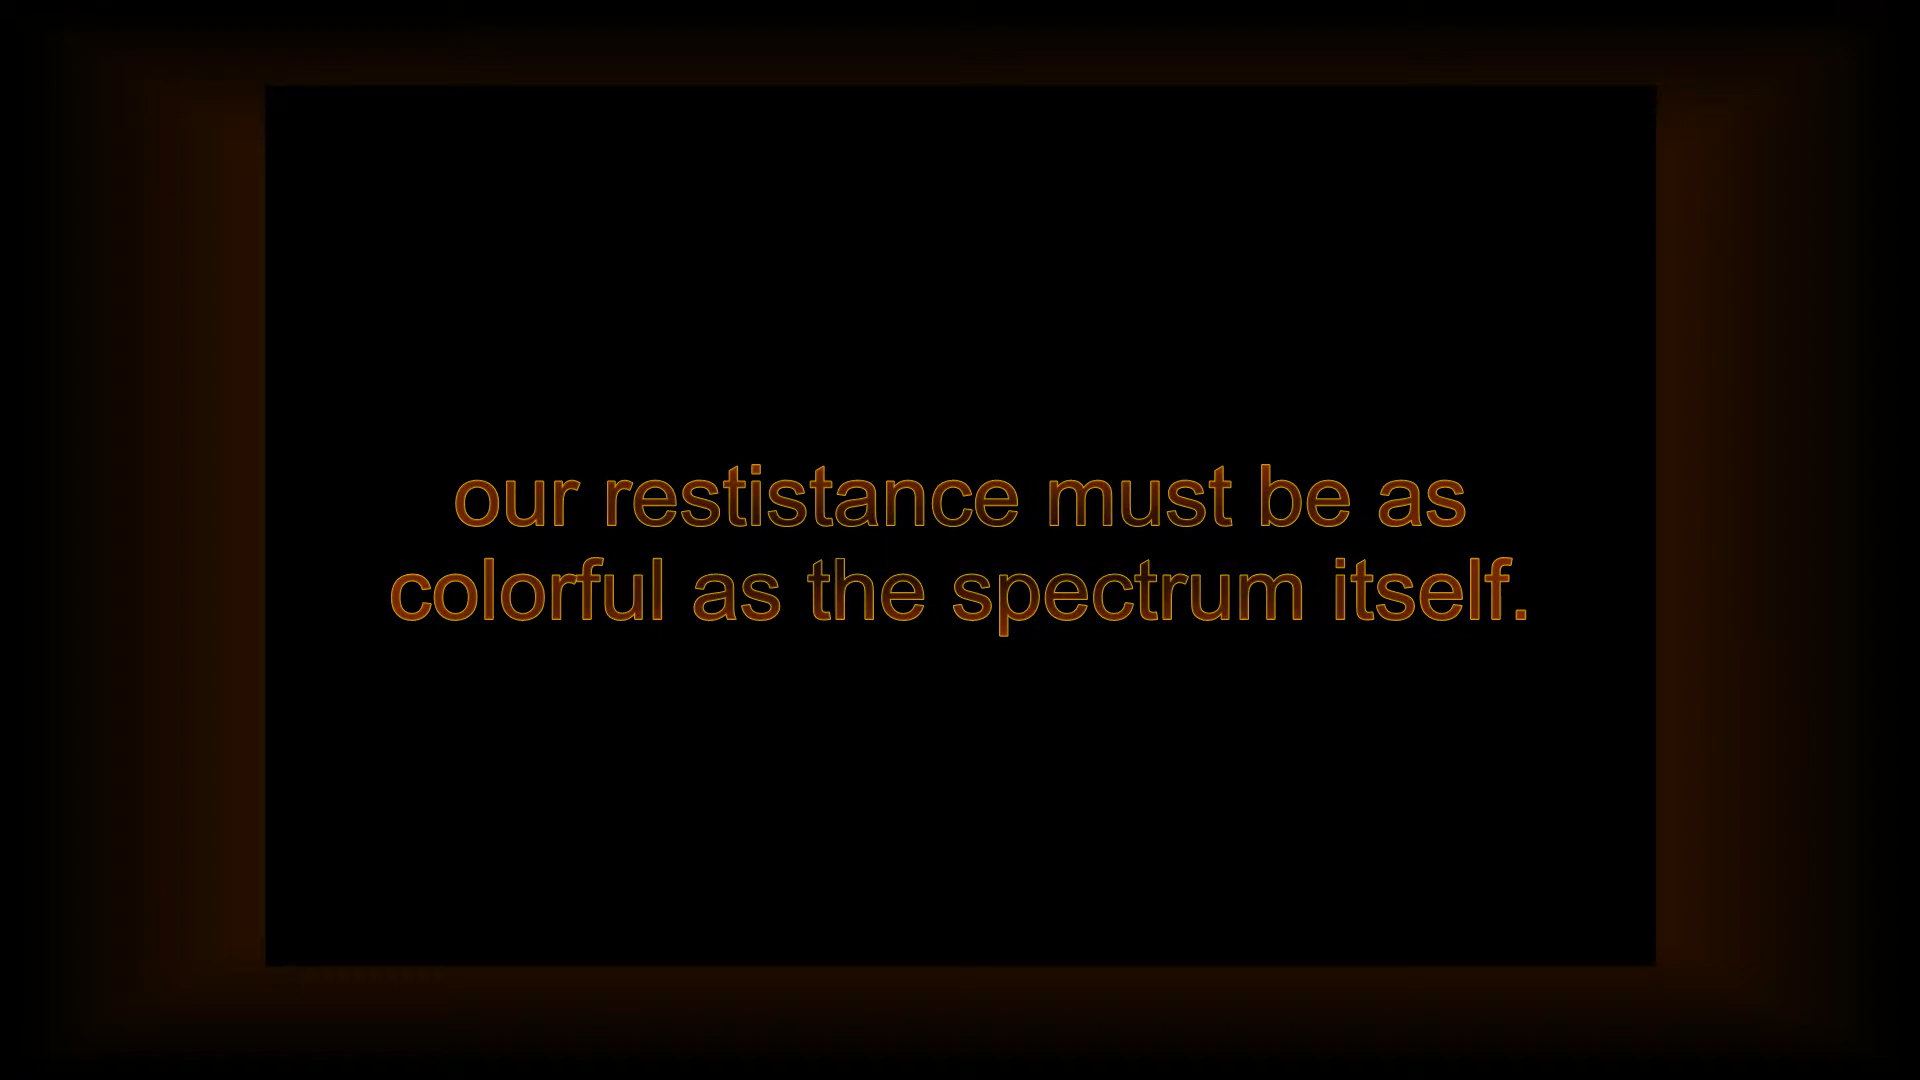 our restistance must be as
colorful as the spectrum itself.